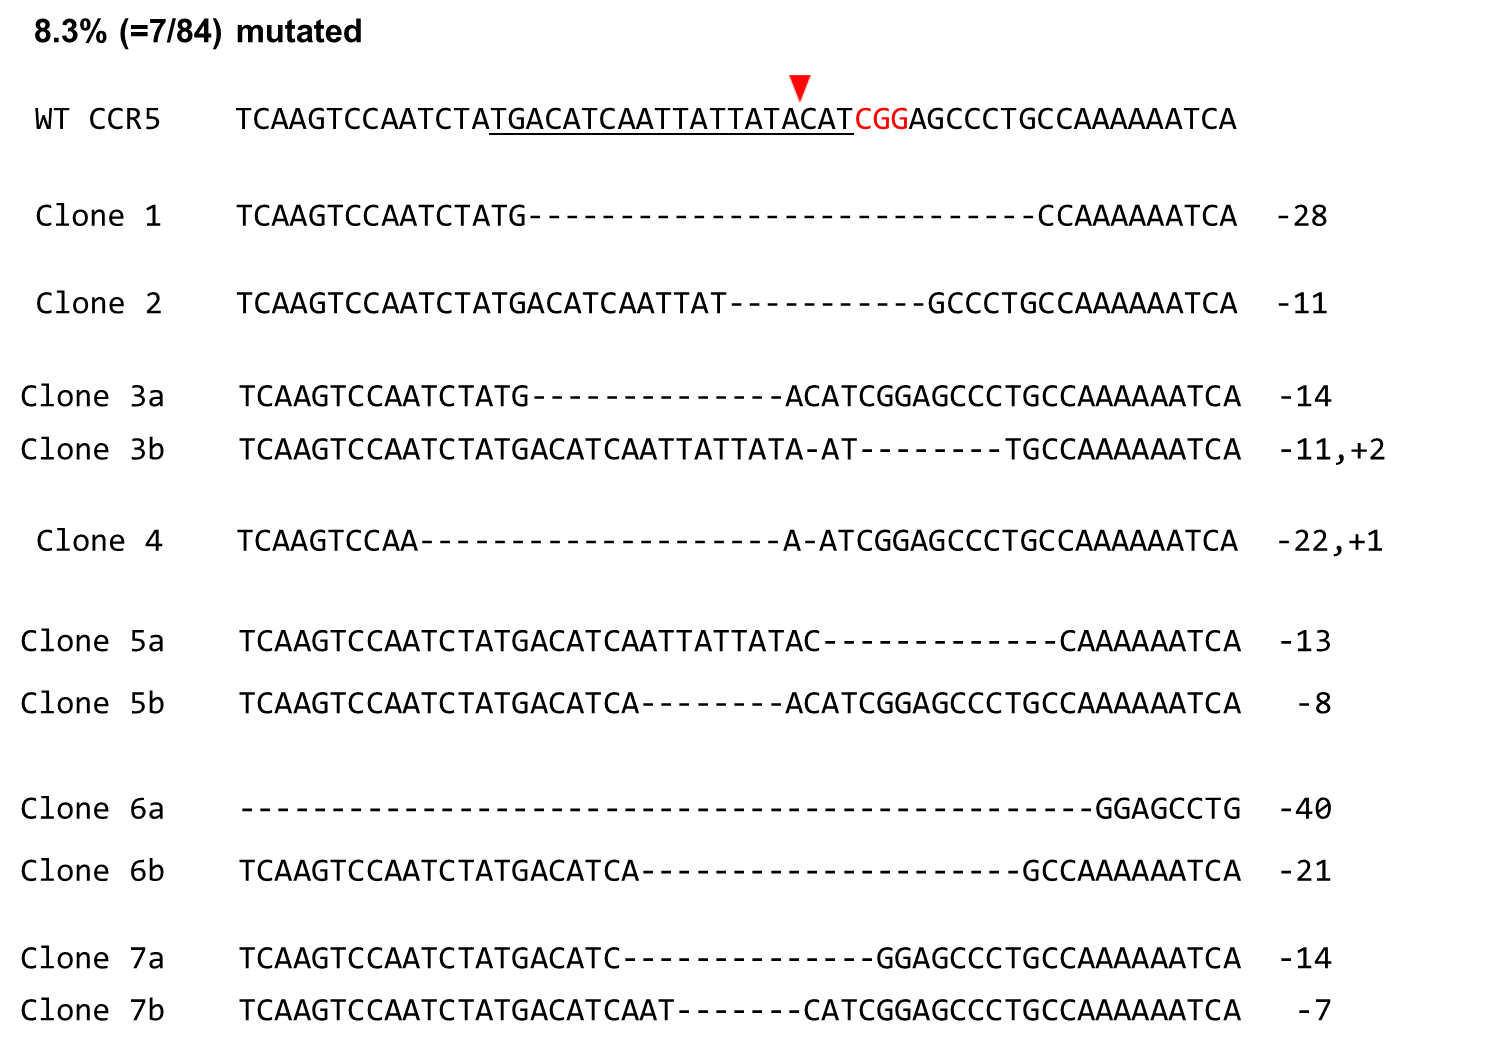 8.3% (=7/84) mutated
WT CCR5 TCAAGTCCAATCTATGACATCAATTATTATACATCGGAGCCCTGCCAAAAAATCA
Clone 1 TCAAGTCCAATCTATG----------------------------CCAAAAAATCA -28
Clone 2 TCAAGTCCAATCTATGACATCAATTAT-----------GCCCTGCCAAAAAATCA -11
Clone 3a TCAAGTCCAATCTATG--------------ACATCGGAGCCCTGCCAAAAAATCA -14
Clone 3b TCAAGTCCAATCTATGACATCAATTATTATA-AT--------TGCCAAAAAATCA -11,+2
Clone 4 TCAAGTCCAA--------------------A-ATCGGAGCCCTGCCAAAAAATCA -22,+1
Clone 5a TCAAGTCCAATCTATGACATCAATTATTATAC-------------CAAAAAATCA -13
Clone 5b TCAAGTCCAATCTATGACATCA--------ACATCGGAGCCCTGCCAAAAAATCA -8
Clone 6a -----------------------------------------------GGAGCCTG -40
Clone 6b TCAAGTCCAATCTATGACATCA---------------------GCCAAAAAATCA -21
Clone 7a TCAAGTCCAATCTATGACATC--------------GGAGCCCTGCCAAAAAATCA -14
Clone 7b TCAAGTCCAATCTATGACATCAAT-------CATCGGAGCCCTGCCAAAAAATCA -7